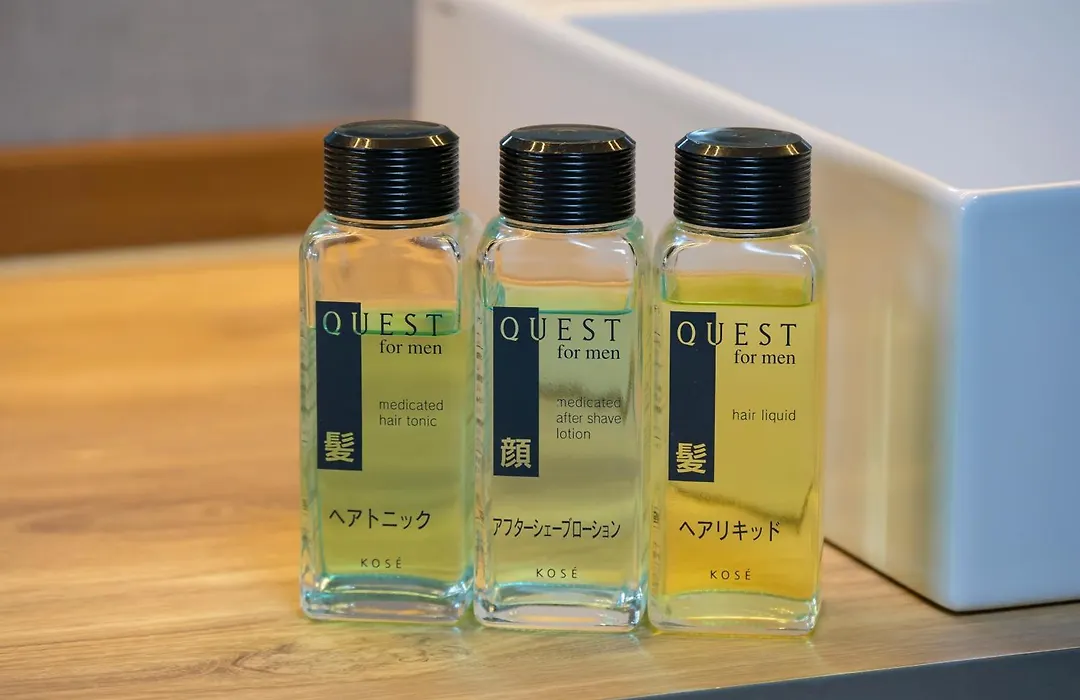 QUEST
for men
medicated
hair tonic
髪
ヘアトニック
KOSÉ
QUEST
for men
medicated
after shave
lotion
顔
アフターシェーブローション
KOSÉ
QUEST
for men
hair liquid
髪
ヘアリキッド
KOSÉ